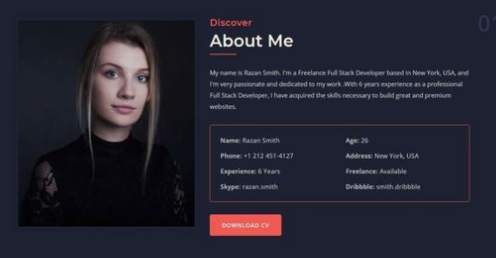 Discover
About Me
My name is Razan Smith. I'm a Freelance Full Stack Developer based in New York, USA, and
I'm very passionate and dedicated to my work .With 6 years experience as a professional
Full Stack Developer, I have acquired the skills necessary to build great and premium
websites.
Name: Razan Smith
Age: 26
Phone: +1 212 451-4127
Address: New York, USA
Experience: 6 Years
Freelance: Available
Skype: razan.smith
Dribbble: smith.dribbble
DOWNLOAD CV